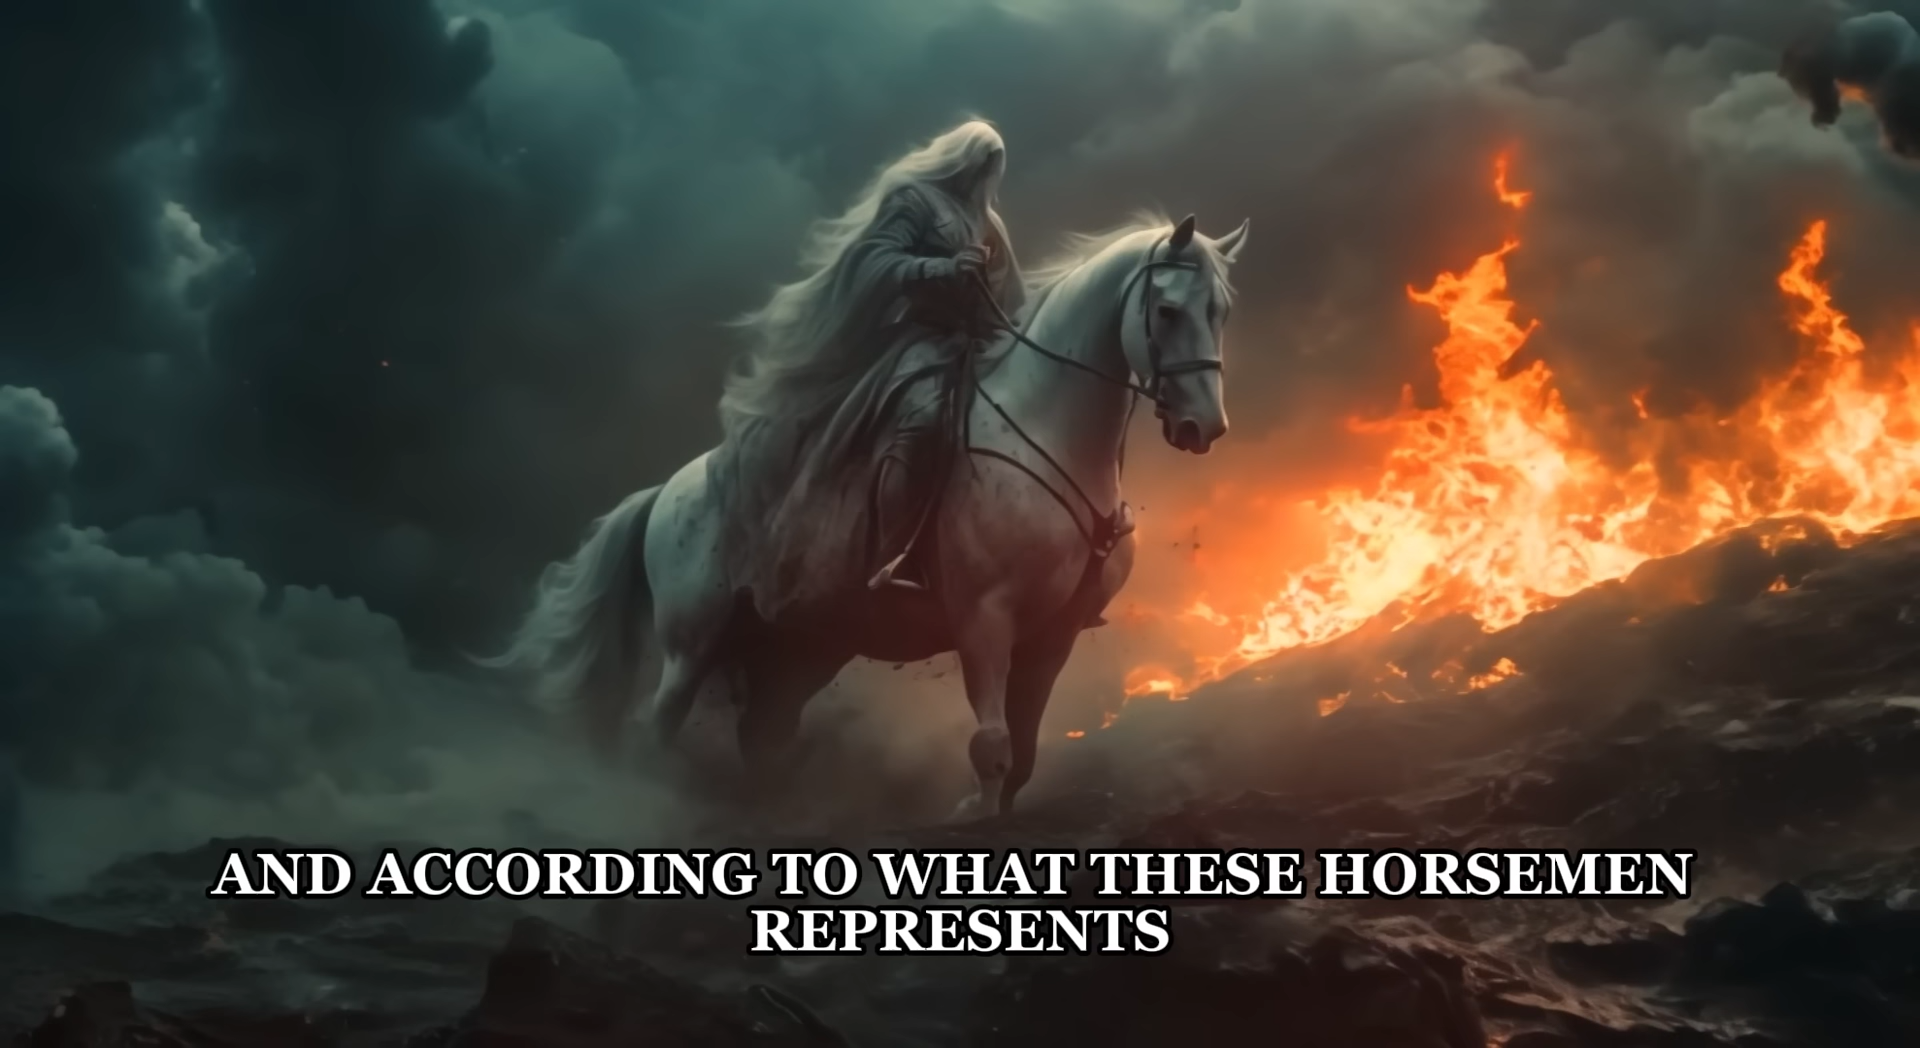 AND ACCORDING TO WHAT THESE HORSEMEN
REPRESENTS